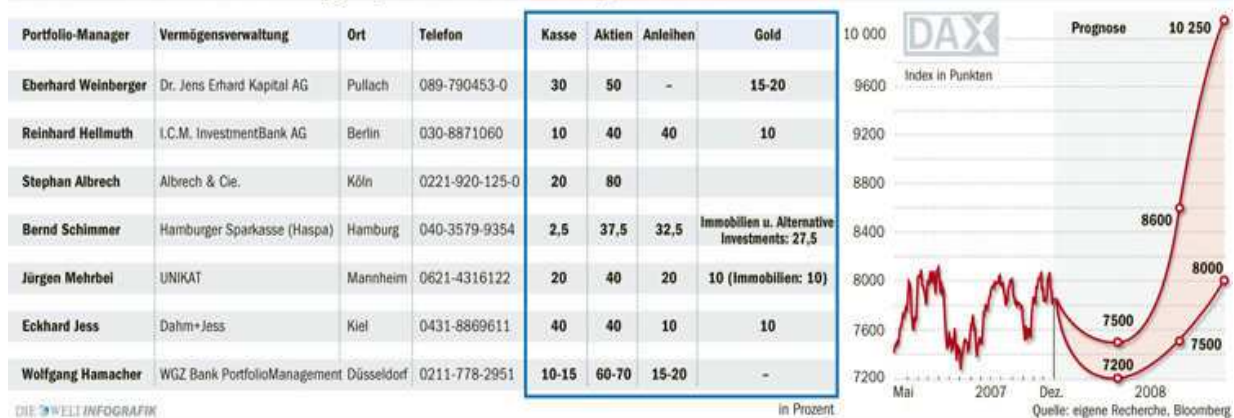 Portfolio-Manager Vermögensverwaltung Ort Telefon Kasse Aktien Anleihen Gold
Eberhard Weinberger Dr. Jens Erhard Kapital AG Pullach 089-790453-0 30 50 - 15-20
Reinhard Hellmuth I.C.M. InvestmentBank AG Berlin 030-8871060 10 40 40 10
Stephan Albrech Albrech & Cie. Köln 0221-920-125-0 20 80
Bernd Schimmer Hamburger Sparkasse (Haspa) Hamburg 040-3579-9354 2,5 37,5 32,5 Immobilien u. Alternative
Investments: 27,5
Jürgen Mehrbei UNIKAT Mannheim 0621-4316122 20 40 20 10 (Immobilien: 10)
Eckhard Jess Dahm+Jess Kiel 0431-8869611 40 40 10 10
Wolfgang Hamacher WGZ Bank PortfolioManagement Düsseldorf 0211-778-2951 10-15 60-70 15-20 -
DIE WELT INFOGRAFIK
in Prozent
DAX
Index in Punkten
Prognose
10 250
10 000
9600
9200
8800
8400
8000
7600
7200
8600
8000
7500
7500
7200
Mai 2007 Dez. 2008
Quelle: eigene Recherche, Bloomberg